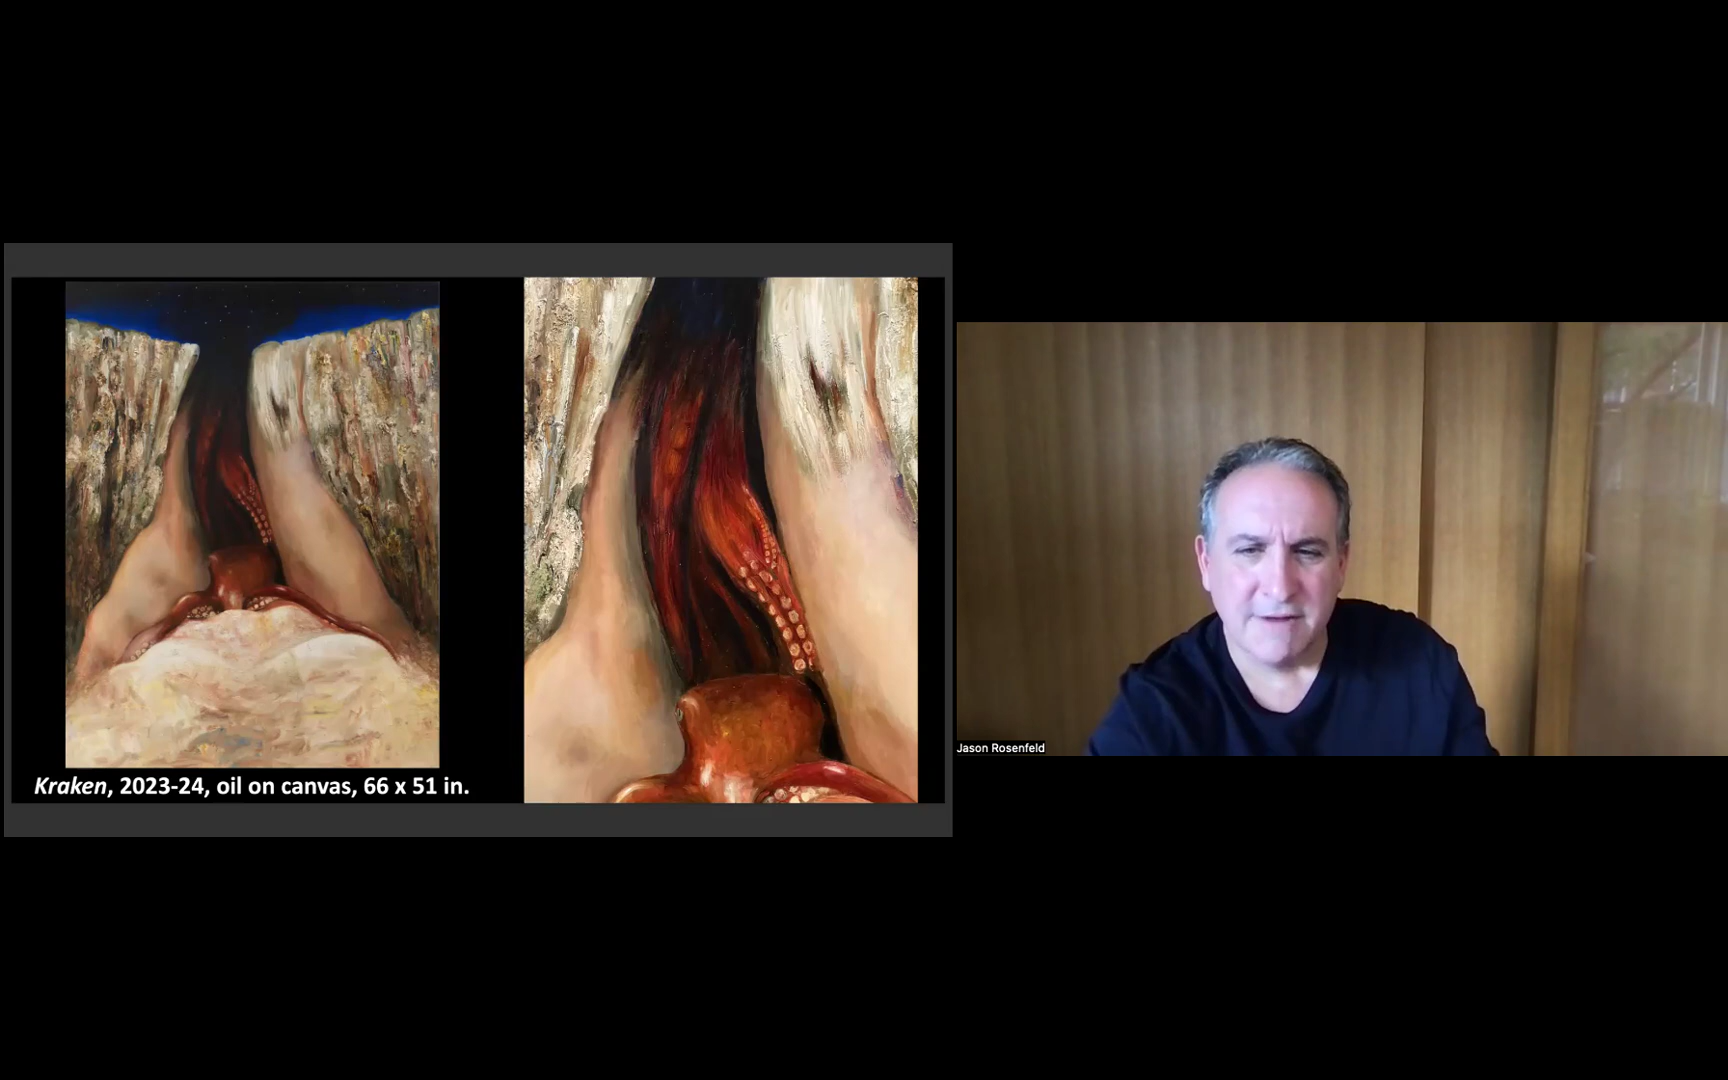 Kraken, 2023-24, oil on canvas, 66 x 51 in.
Jason Rosenfeld